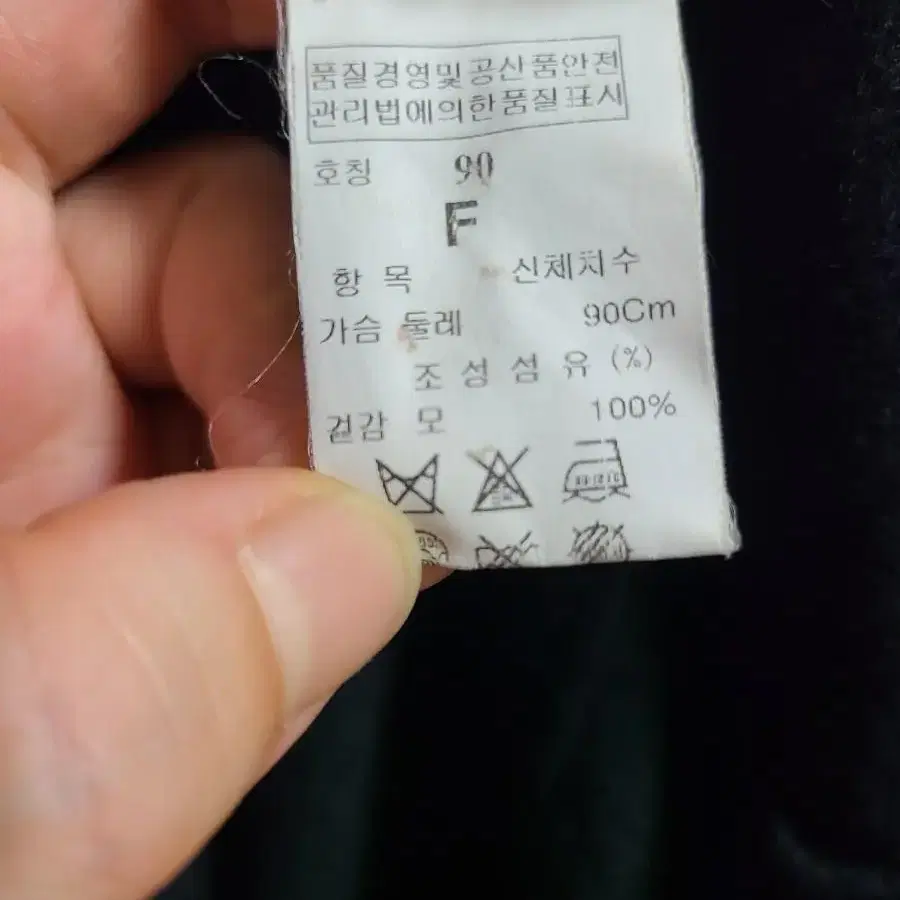 품질경영및공산품안전
관리법에의한품질표시
호칭 90
F
항 목 신체치수
가슴 둘레 90Cm
조 성 섬 유 (%)
겉감 모 100%